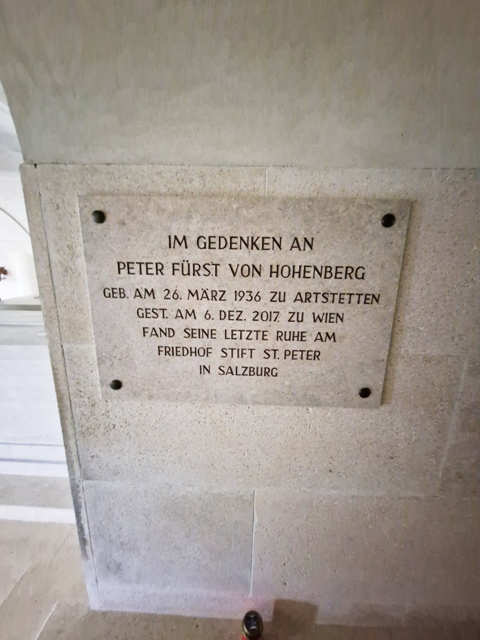 IM GEDENKEN AN
PETER FÜRST VON HOHENBERG
GEB. AM 26. MÄRZ 1936 ZU ARTSTETTEN
GEST. AM 6. DEZ. 2017 ZU WIEN
FAND SEINE LETZTE RUHE AM
FRIEDHOF STIFT ST. PETER
IN SALZBURG